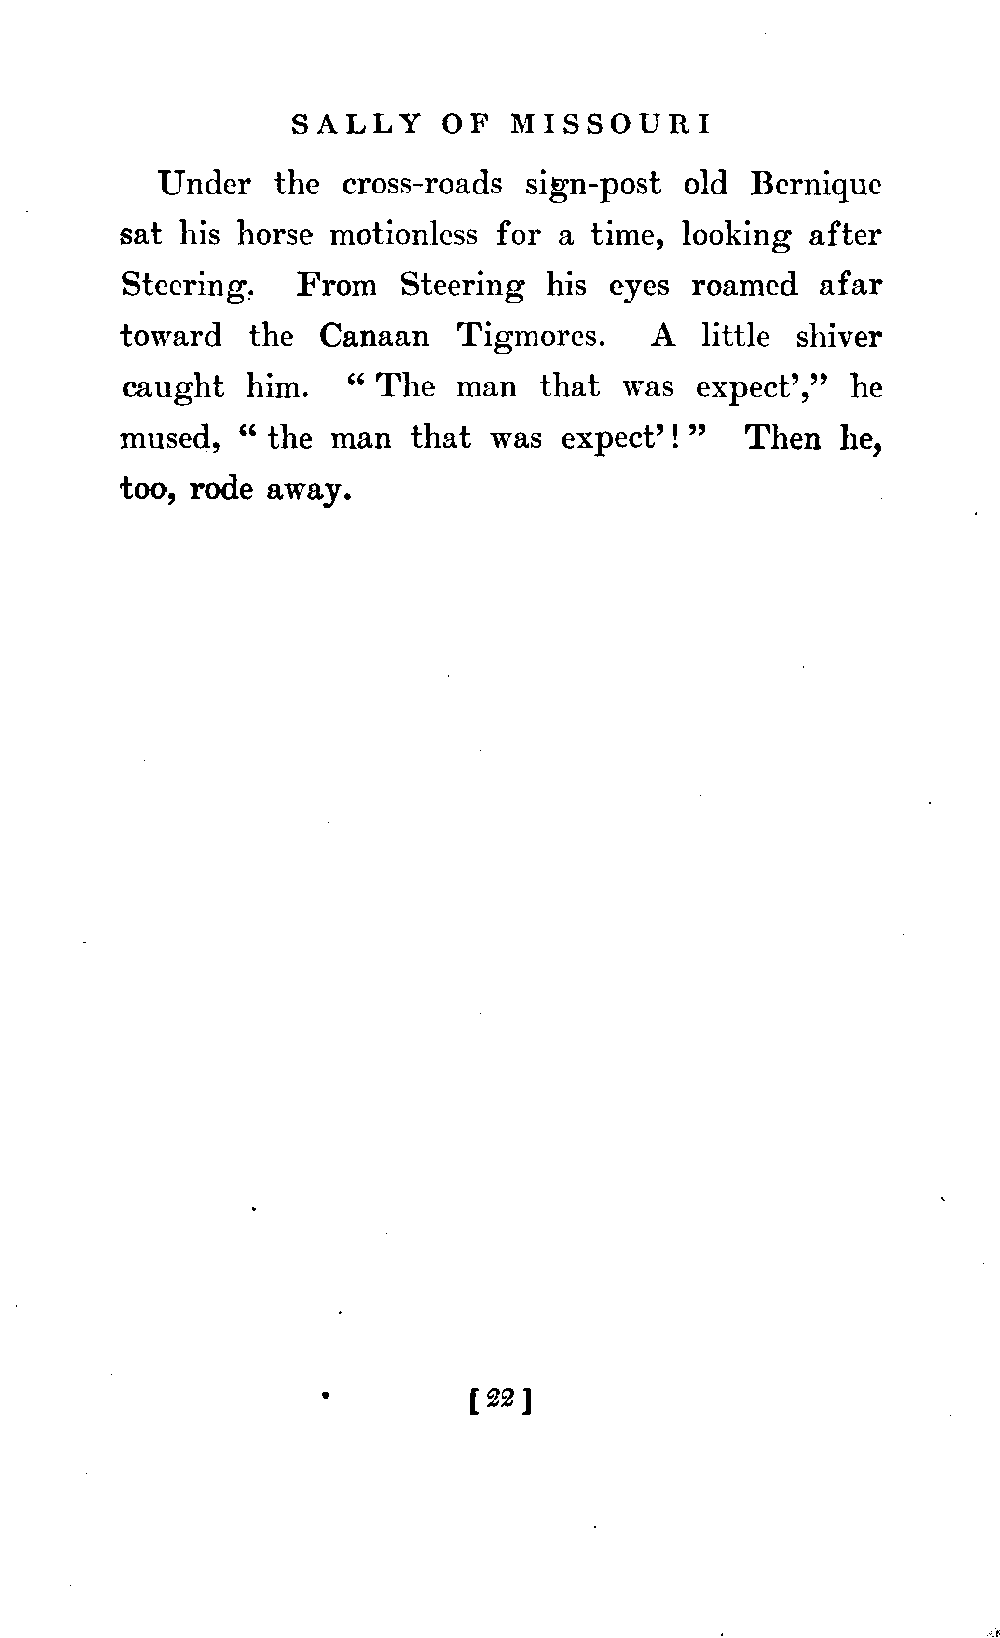 SALLY OF MISSOURI
Under the cross-roads sign-post old Bernique
sat his horse motionless for a time, looking after
Steering. From Steering his eyes roamed afar
toward the Canaan Tigmores. A little shiver
caught him. “ The man that was expect’,” he
mused, “ the man that was expect’! ” Then he,
too, rode away.
[ 22 ]